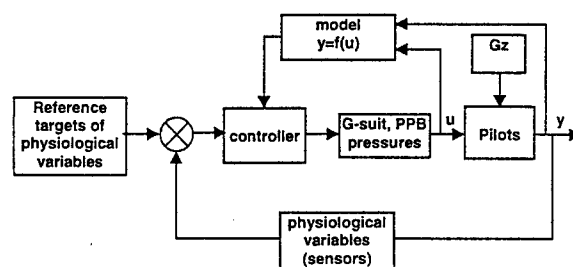 model
y=f(u)
Gz
Reference
targets of
physiological
variables
controller
G-suit, PPB
pressures
u
Pilots
y
physiological
variables
(sensors)